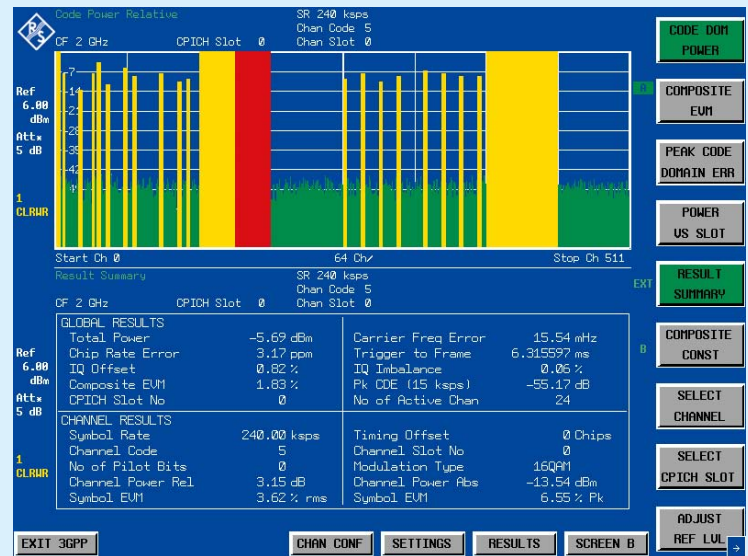 Code Power Relative
SR 240 ksps
Chan Code 5
CF 2 GHz CPICH Slot 0 Chan Slot 0
Ref
6.00
dBm
Att*
5 dB
1
CLRWR
-7
-14
-21
-28
-35
-42
A
Start Ch 0 64 Ch/ Stop Ch 511
Result Summary
SR 240 ksps
Chan Code 5
CF 2 GHz CPICH Slot 0 Chan Slot 0
EXT
Ref
6.00
dBm
Att*
5 dB
1
CLRWR
B
GLOBAL RESULTS
Total Power -5.69 dBm Carrier Freq Error 15.54 mHz
Chip Rate Error 3.17 ppm Trigger to Frame 6.315597 ms
IQ Offset 0.82 % IQ Imbalance 0.06 %
Composite EVM 1.83 % Pk CDE (15 ksps) -55.17 dB
CPICH Slot No 0 No of Active Chan 24
CHANNEL RESULTS
Symbol Rate 240.00 ksps Timing Offset 0 Chips
Channel Code 5 Channel Slot No 0
No of Pilot Bits 0 Modulation Type 16QAM
Channel Power Rel 3.15 dB Channel Power Abs -13.54 dBm
Symbol EVM 3.62 % rms Symbol EVM 6.55 % Pk
CODE DOM
POWER
COMPOSITE
EVM
PEAK CODE
DOMAIN ERR
POWER
VS SLOT
RESULT
SUMMARY
COMPOSITE
CONST
SELECT
CHANNEL
SELECT
CPICH SLOT
ADJUST
REF LVL
EXIT 3GPP CHAN CONF SETTINGS RESULTS SCREEN B